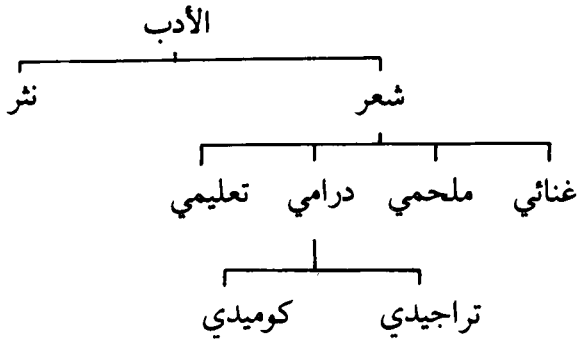 الأدب
شعر نثر
غنائي ملحمي درامي تعليمي
تراجيدي كوميدي